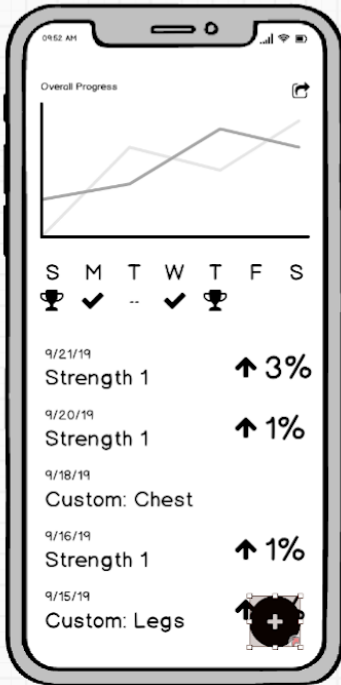 09:52 AM
Overall Progress
S M T W T F S
--
9/21/19
Strength 1
3%
9/20/19
Strength 1
1%
9/18/19
Custom: Chest
9/16/19
Strength 1
1%
9/15/19
Custom: Legs